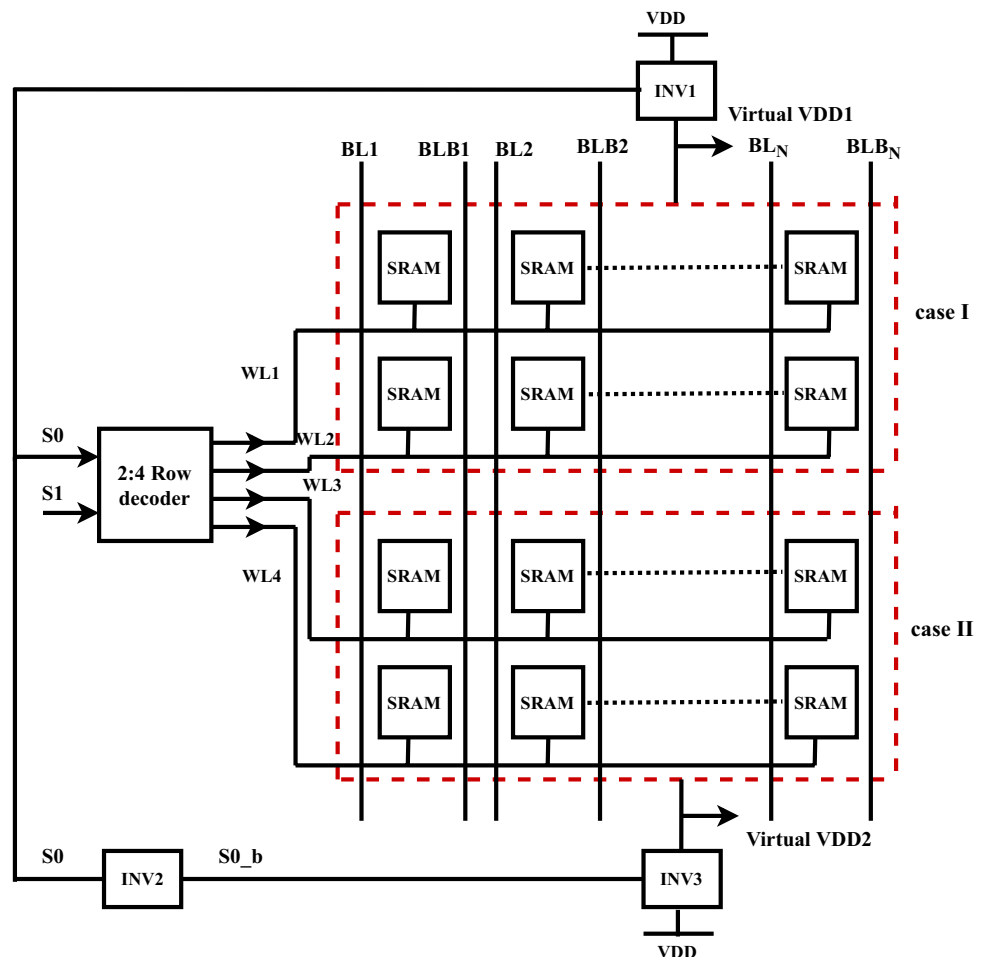 VDD
INV1
Virtual VDD1
BL1
BLB1
BL2
BLB2
BL_N
BLB_N
SRAM
SRAM
SRAM
case I
WL1
SRAM
SRAM
SRAM
S0
WL2
2:4 Row
decoder
WL3
S1
WL4
SRAM
SRAM
SRAM
case II
SRAM
SRAM
SRAM
Virtual VDD2
S0
S0_b
INV2
INV3
VDD